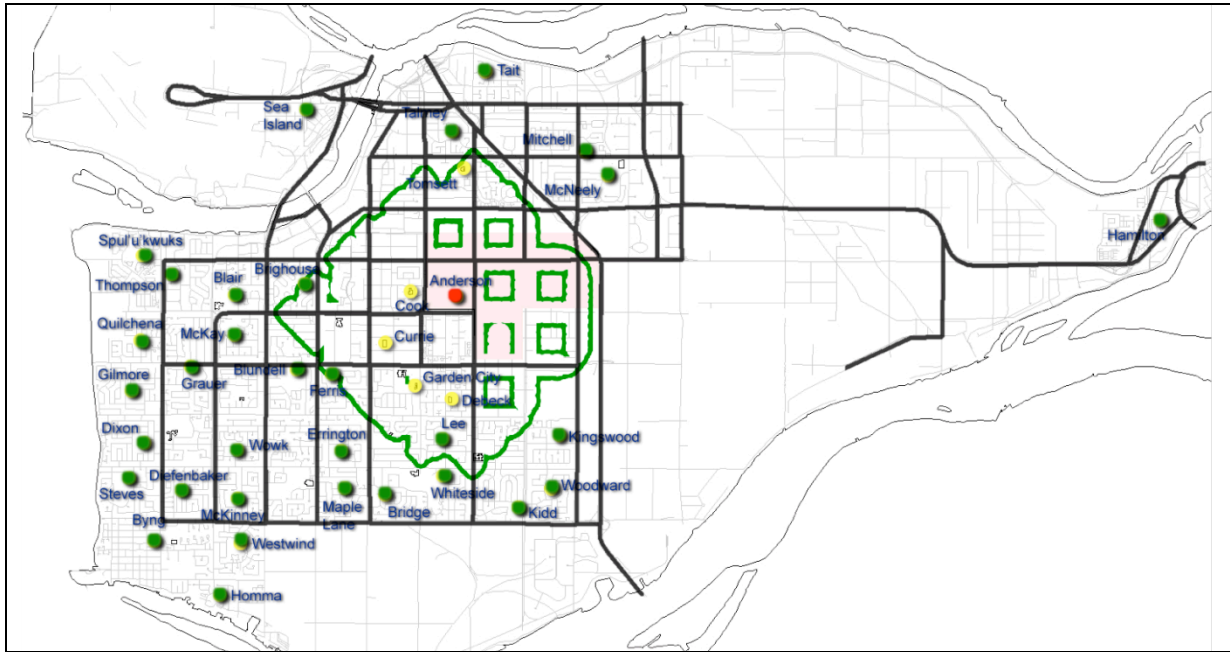 Tait
Sea
Island
Talmey
Mitchell
Tomsett
McNeely
Hamilton
Spul'u'kwuks
Thompson
Blair
Brighouse
Anderson
Cook
Quilchena
McKay
Currie
Gilmore
Grauer
Blundell
Ferris
Garden City
Debeck
Dixon
Wowk
Errington
Lee
Kingswood
Steves
Diefenbaker
Whiteside
Woodward
Byng
McKinney
Maple
Lane
Bridge
Kidd
Westwind
Homma